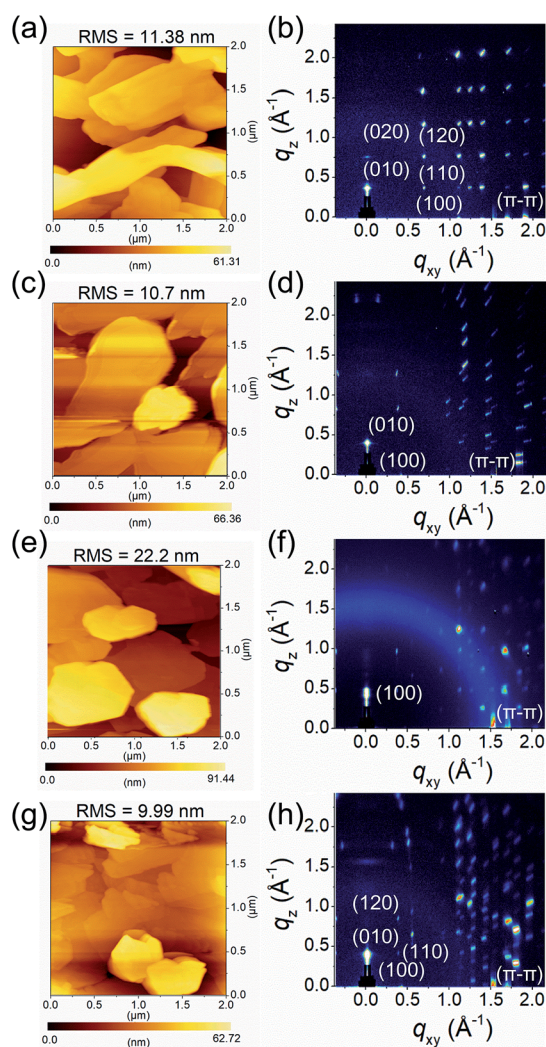 (a)
RMS = 11.38 nm
2.0
1.5
1.0
0.5
0.0
(µm)
0.0 0.5 1.0 1.5 2.0
(µm)
0.0 (nm) 61.31
(b)
2.0
1.5
1.0
0.5
0.0
qz (Å-1)
(020) (120)
(010) (110)
(100) (π-π)
0.0 0.5 1.0 1.5 2.0
qxy (Å-1)
(c)
RMS = 10.7 nm
2.0
1.5
1.0
0.5
0.0
(µm)
0.0 0.5 1.0 1.5 2.0
(µm)
0.0 (nm) 66.36
(d)
2.0
1.5
1.0
0.5
0.0
qz (Å-1)
(010)
(100) (π-π)
0.0 0.5 1.0 1.5 2.0
qxy (Å-1)
(e)
RMS = 22.2 nm
2.0
1.5
1.0
0.5
0.0
(µm)
0.0 0.5 1.0 1.5 2.0
(µm)
0.0 (nm) 91.44
(f)
2.0
1.5
1.0
0.5
0.0
qz (Å-1)
(100)
(π-π)
0.0 0.5 1.0 1.5 2.0
qxy (Å-1)
(g)
RMS = 9.99 nm
2.0
1.5
1.0
0.5
0.0
(µm)
0.0 0.5 1.0 1.5 2.0
(µm)
0.0 (nm) 62.72
(h)
2.0
1.5
1.0
0.5
0.0
qz (Å-1)
(120)
(010) (110)
(100) (π-π)
0.0 0.5 1.0 1.5 2.0
qxy (Å-1)